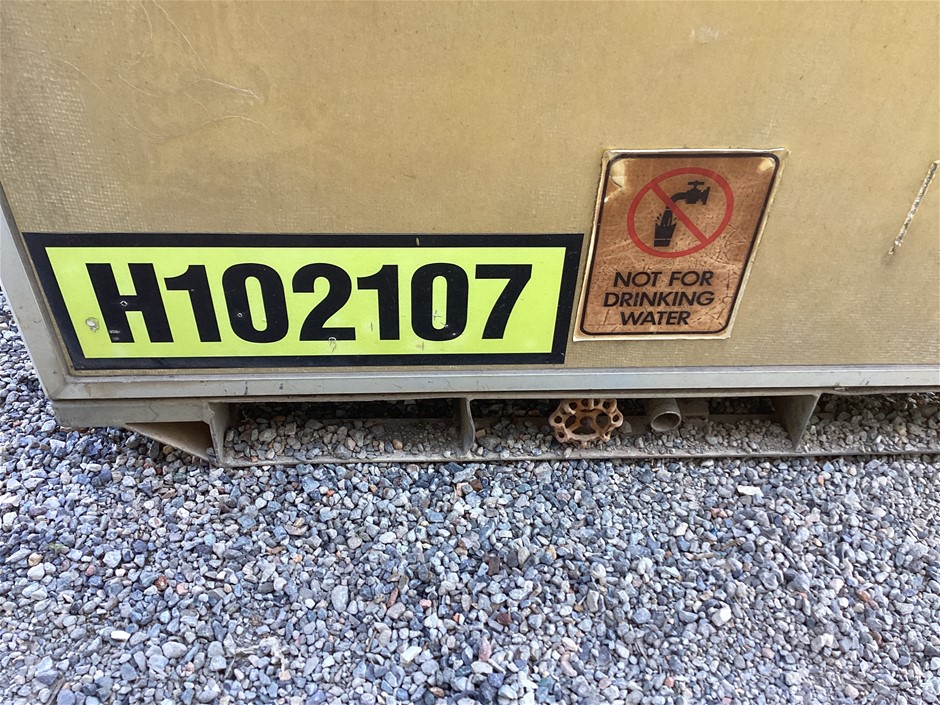 H102107
NOT FOR
DRINKING
WATER